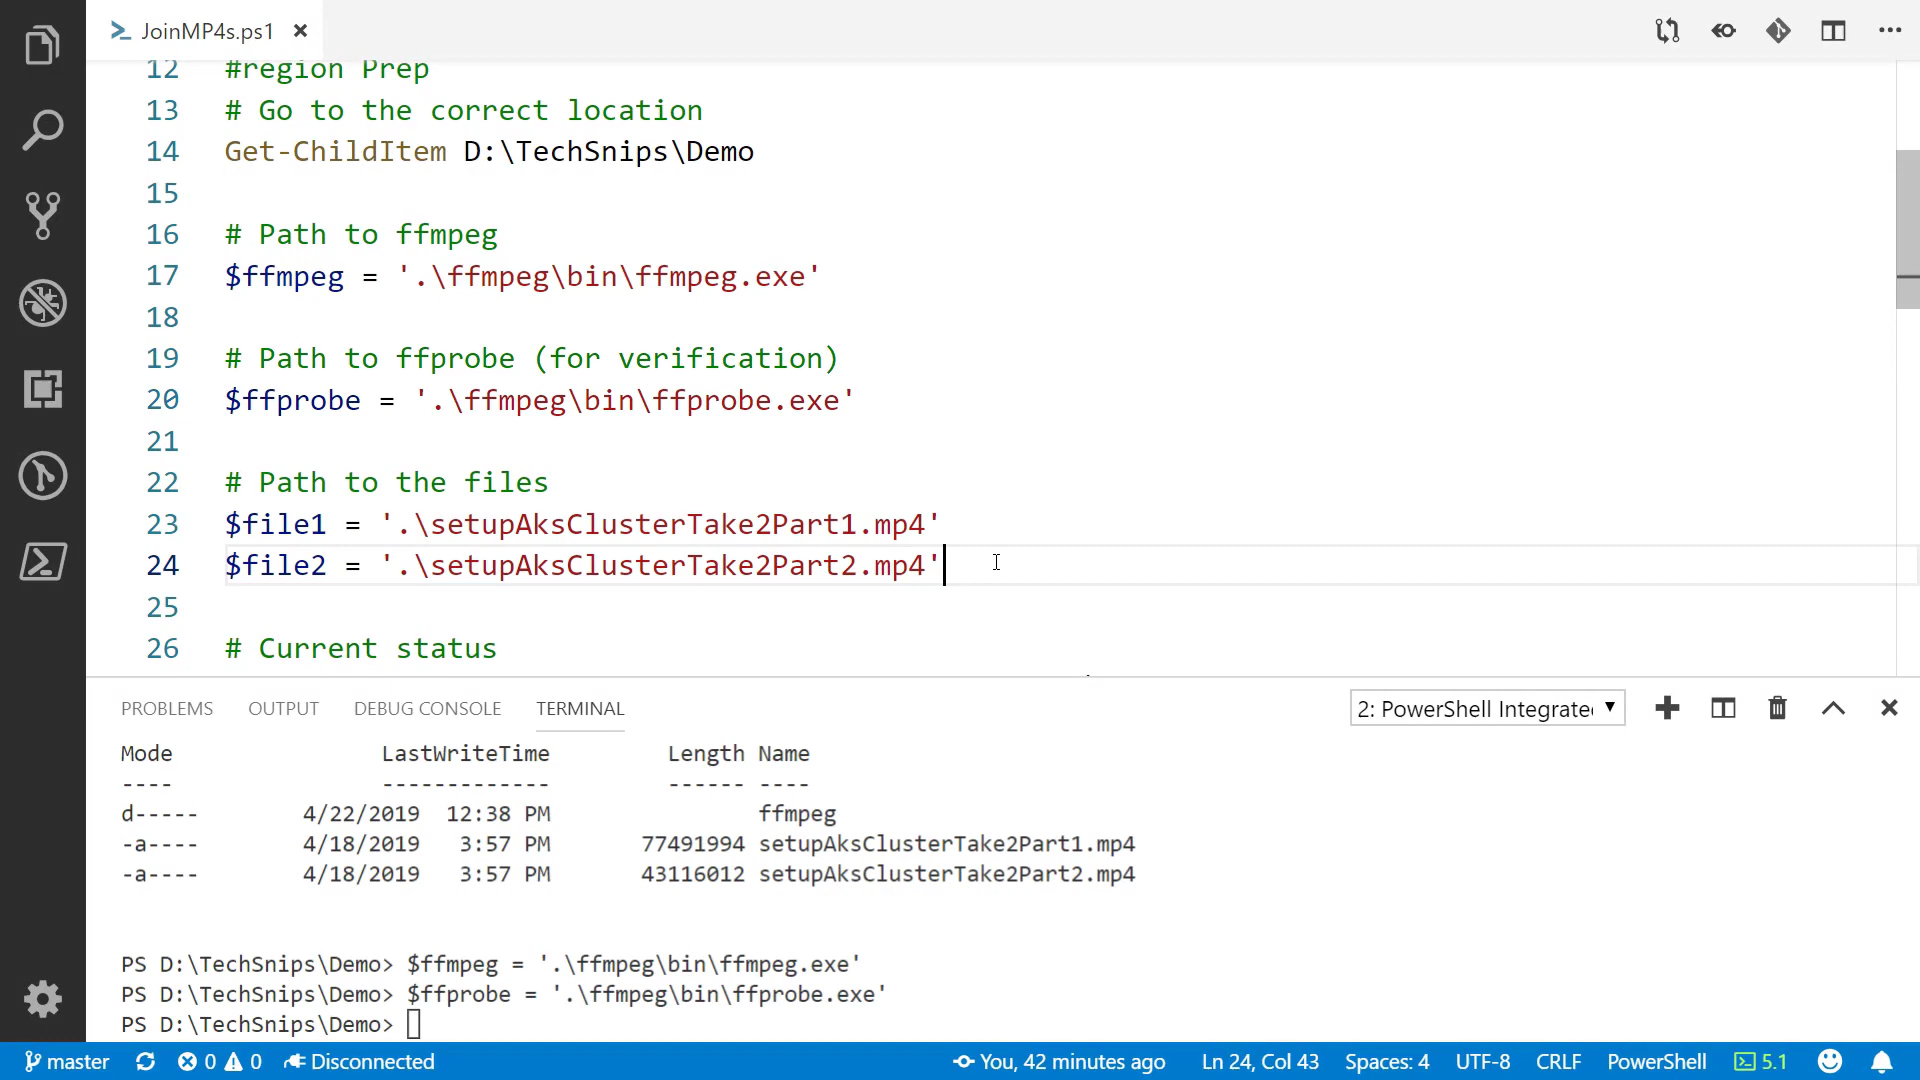 JoinMP4s.ps1
12 #region Prep
13 # Go to the correct location
14 Get-ChildItem D:\TechSnips\Demo
15
16 # Path to ffmpeg
17 $ffmpeg = '.\ffmpeg\bin\ffmpeg.exe'
18
19 # Path to ffprobe (for verification)
20 $ffprobe = '.\ffmpeg\bin\ffprobe.exe'
21
22 # Path to the files
23 $file1 = '.\setupAksClusterTake2Part1.mp4'
24 $file2 = '.\setupAksClusterTake2Part2.mp4'
25
26 # Current status
PROBLEMS OUTPUT DEBUG CONSOLE TERMINAL 2: PowerShell Integrate
Mode LastWriteTime Length Name
---- ------------- ------ ----
d----- 4/22/2019 12:38 PM ffmpeg
-a---- 4/18/2019 3:57 PM 77491994 setupAksClusterTake2Part1.mp4
-a---- 4/18/2019 3:57 PM 43116012 setupAksClusterTake2Part2.mp4
PS D:\TechSnips\Demo> $ffmpeg = '.\ffmpeg\bin\ffmpeg.exe'
PS D:\TechSnips\Demo> $ffprobe = '.\ffmpeg\bin\ffprobe.exe'
PS D:\TechSnips\Demo>
master 0 0 Disconnected You, 42 minutes ago Ln 24, Col 43 Spaces: 4 UTF-8 CRLF PowerShell 5.1